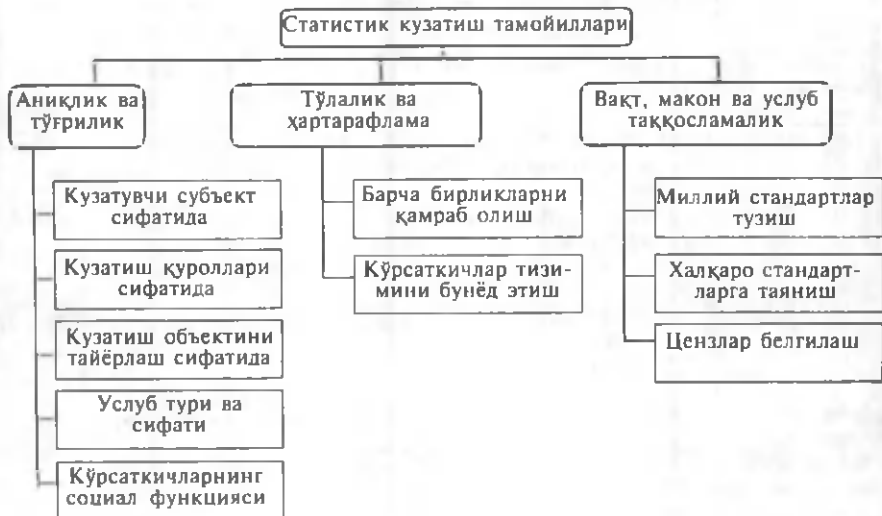 Статистик кузатиш тамойиллари
Аниқлик ва
тўғрилик
Кузатувчи субъект
сифатида
Кузатиш қуроллари
сифатида
Кузатиш объектини
тайёрлаш сифатида
Услуб тури ва
сифати
Кўрсаткичларнинг
социал функцияси
Тўлалик ва
ҳартарафлама
Барча бирликларни
қамраб олиш
Кўрсаткичлар тизи-
мини бунёд этиш
Вақт, макон ва услуб
таққосламалик
Миллий стандартлар
тузиш
Халқаро стандарт-
ларга таяниш
Цензлар белгилаш